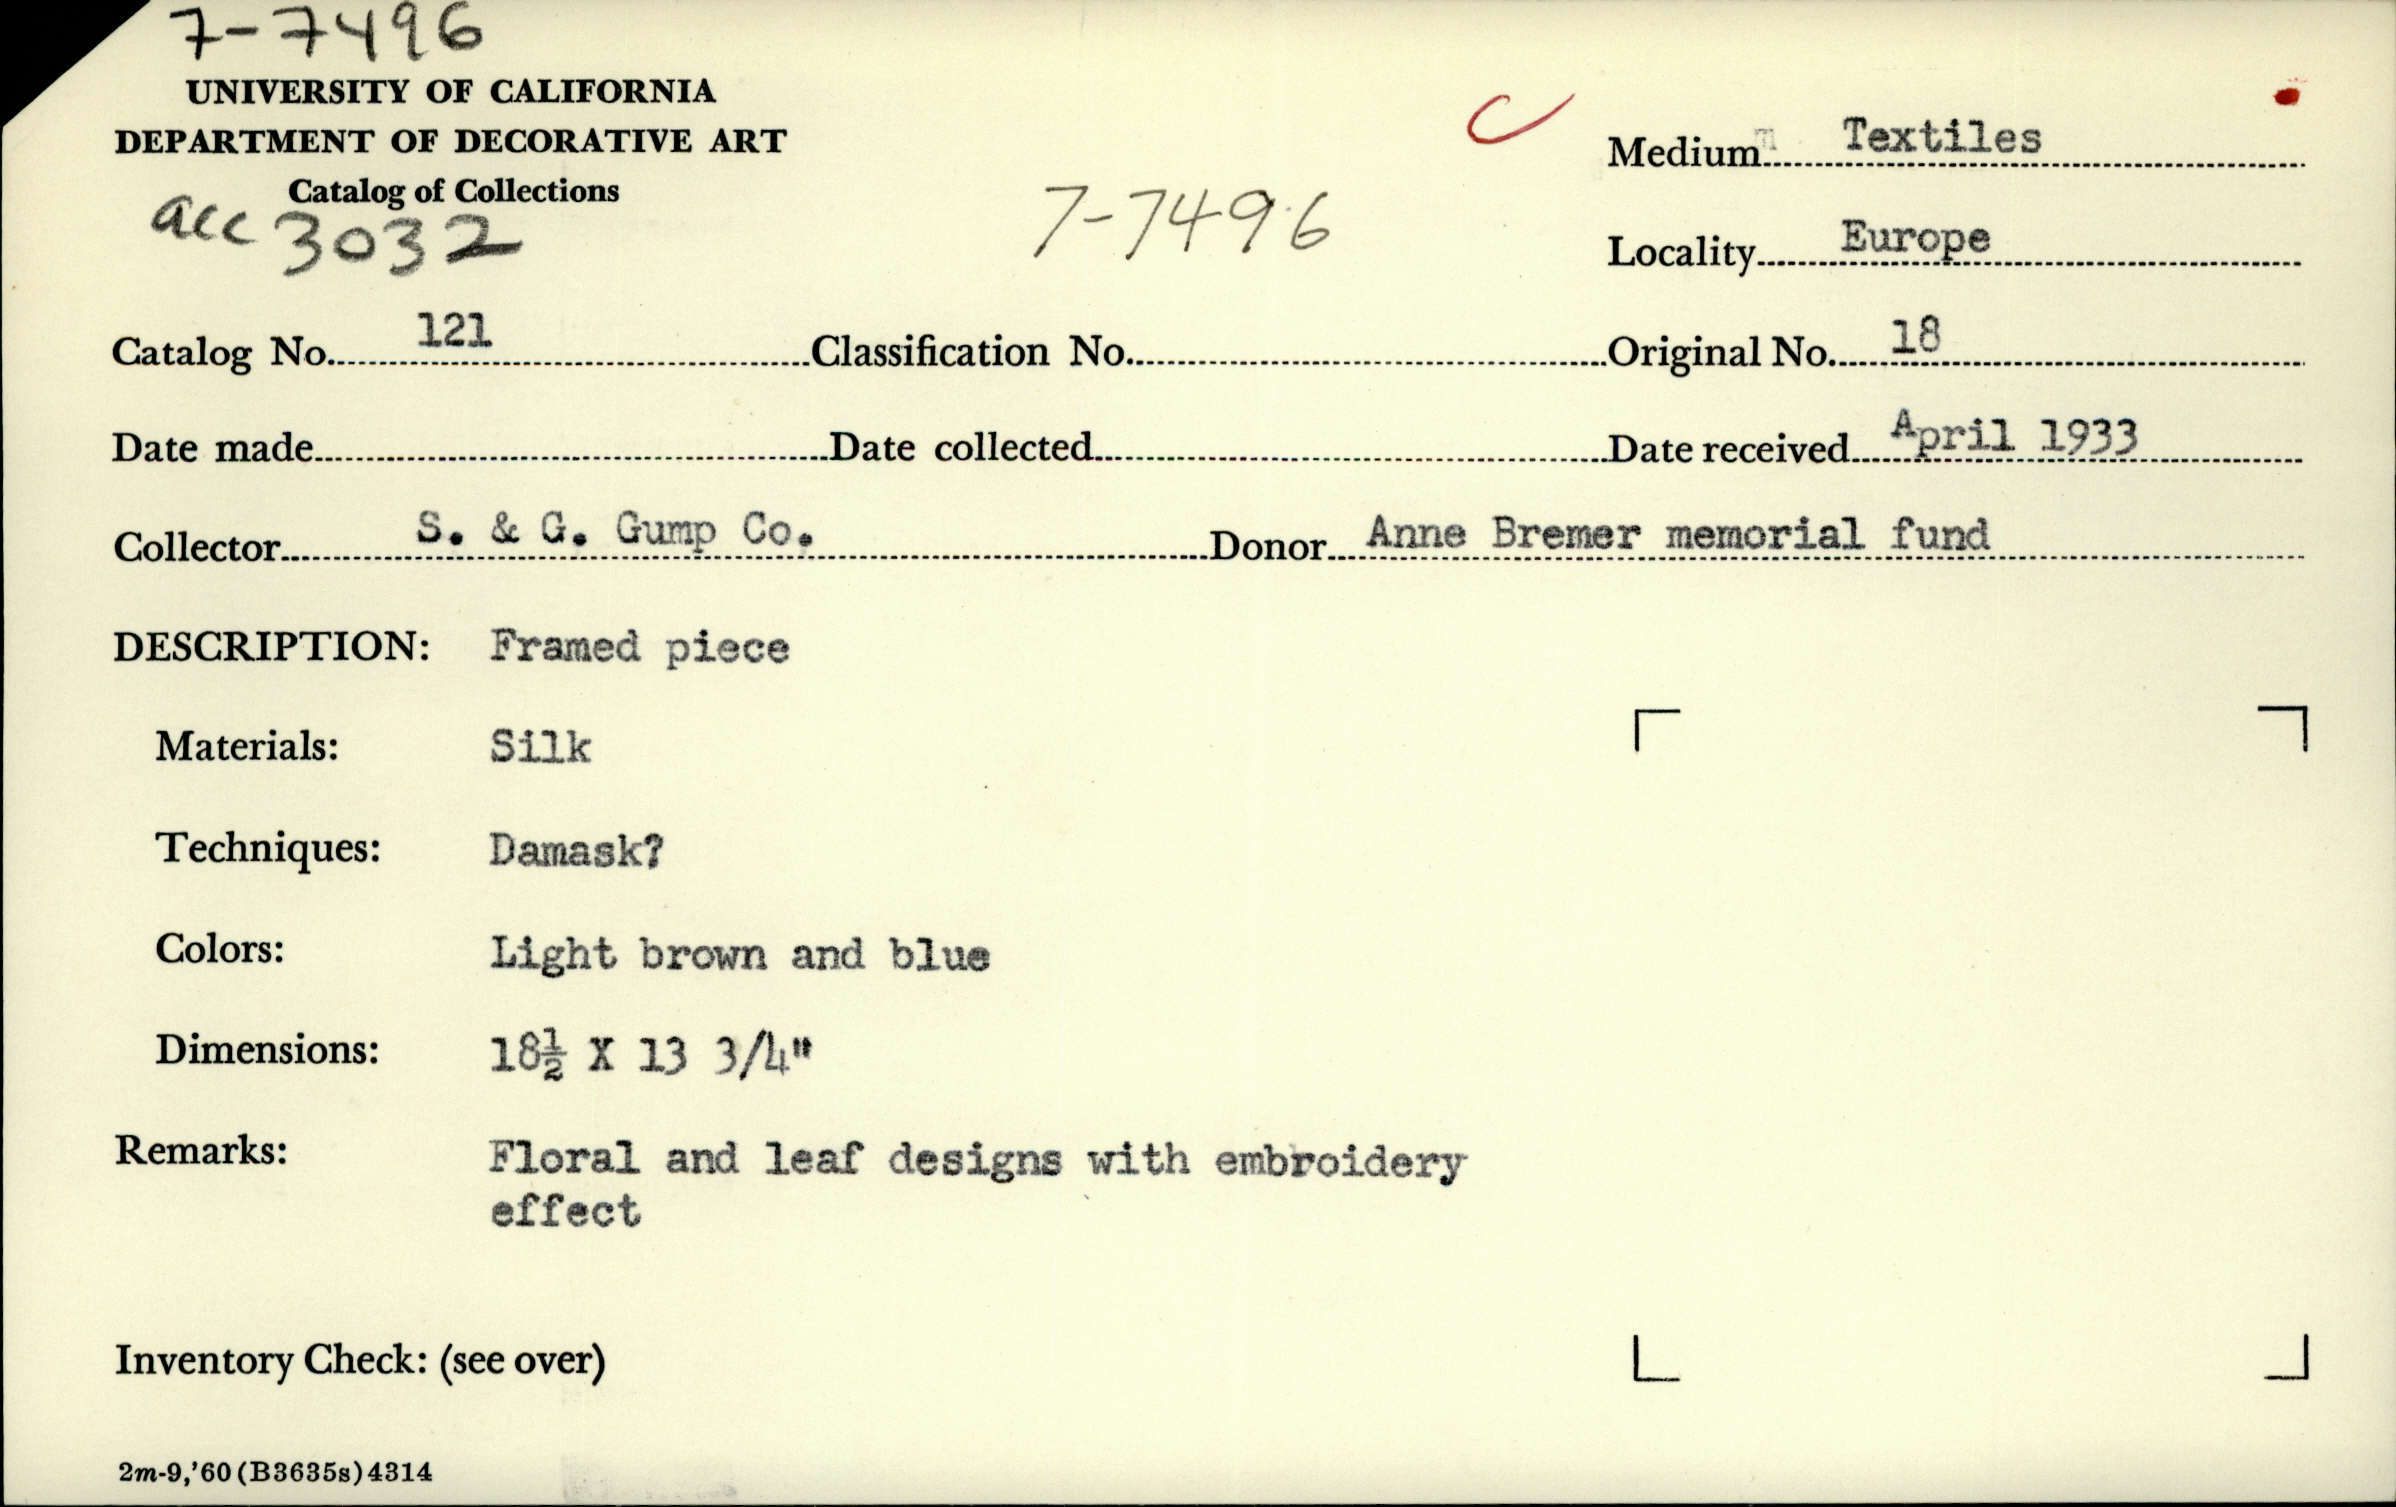 7-7496
UNIVERSITY OF CALIFORNIA
DEPARTMENT OF DECORATIVE ART
Catalog of Collections
acc 3032
7-7496
C
Medium Textiles
Locality Europe
Catalog No. 121 Classification No. Original No. 18
Date made Date collected Date received April 1933
Collector S. & G. Gump Co. Donor Anne Bremer memorial fund
DESCRIPTION: Framed piece
Materials: Silk
Techniques: Damask?
Colors: Light brown and blue
Dimensions: 18½ X 13 3/4"
Remarks: Floral and leaf designs with embroidery
effect
Inventory Check: (see over)
2m-9,'60(B3635s)4314